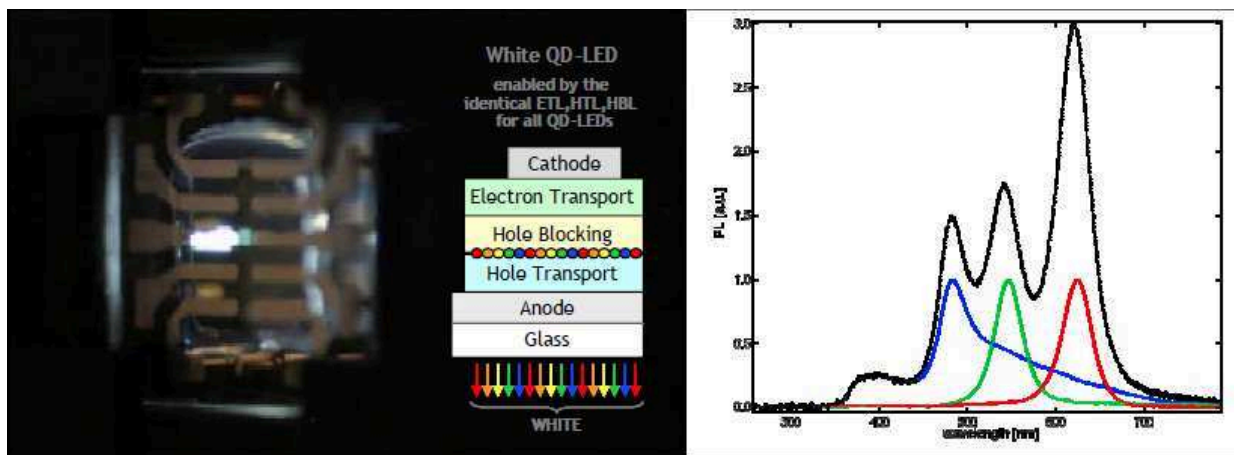 White QD-LED
enabled by the
identical ETL,HTL,HBL
for all QD-LEDs
Cathode
Electron Transport
Hole Blocking
Hole Transport
Anode
Glass
WHITE
3.0
2.5
2.0
1.5
1.0
0.5
0.0
PL [a.u.]
300
400
500
600
700
wavelength [nm]